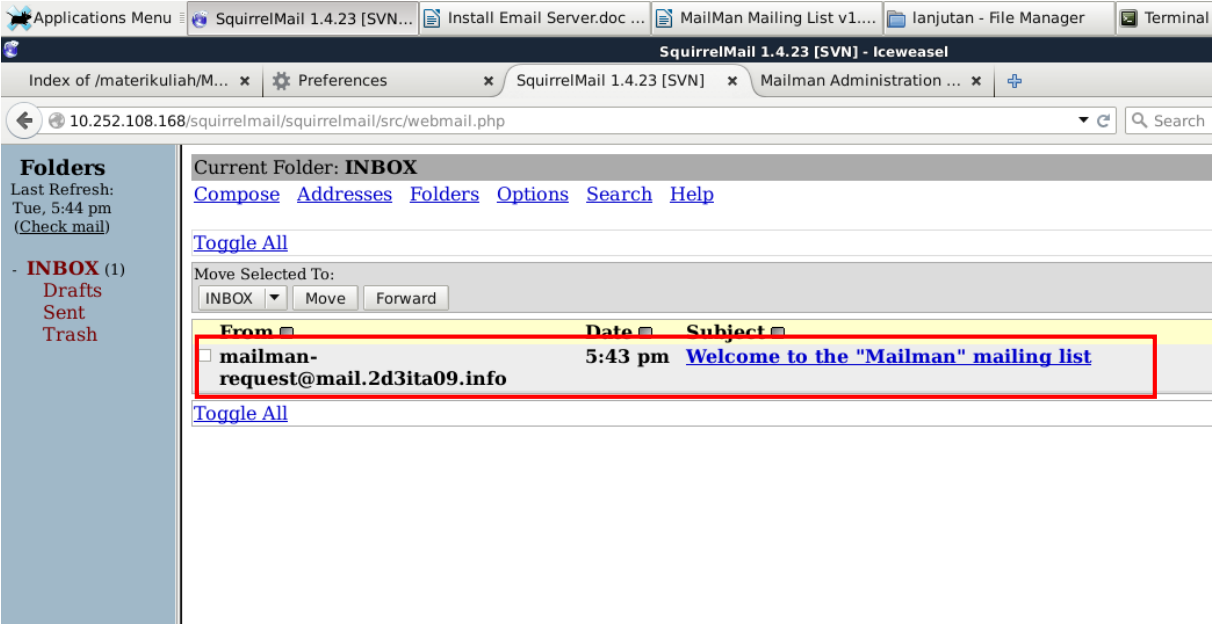 Applications Menu SquirrelMail 1.4.23 [SVN... Install Email Server.doc ... MailMan Mailing List v1.... lanjutan - File Manager Terminal
SquirrelMail 1.4.23 [SVN] - Iceweasel
Index of /materikuliah/M... Preferences SquirrelMail 1.4.23 [SVN] Mailman Administration ...
10.252.108.168/squirrelmail/squirrelmail/src/webmail.php Search
Folders
Last Refresh:
Tue, 5:44 pm
(Check mail)
- INBOX (1)
Drafts
Sent
Trash
Current Folder: INBOX
Compose Addresses Folders Options Search Help
Toggle All
Move Selected To:
INBOX Move Forward
From Date Subject
mailman- 5:43 pm Welcome to the "Mailman" mailing list
request@mail.2d3ita09.info
Toggle All